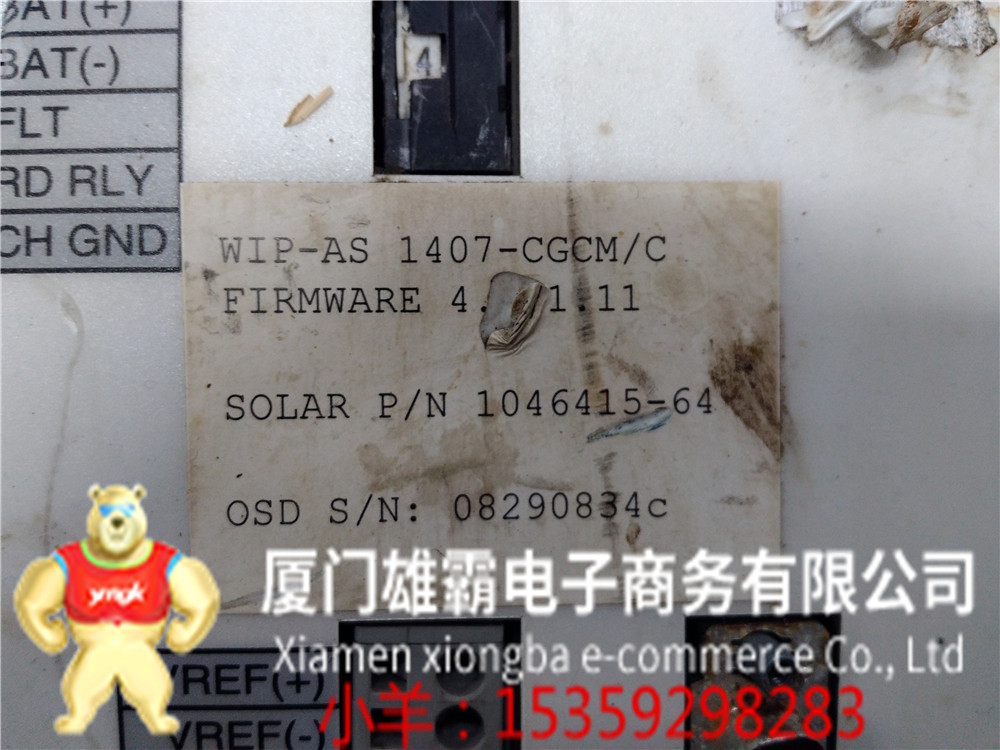 BAT(+)
4
BAT(-)
FLT
RD RLY
CH GND
WIP-AS 1407-CGCM/C
FIRMWARE 4. 1.11
SOLAR P/N 1046415-64
OSD S/N: 08290834c
ymgk
厦门雄霸电子商务有限公司
Xiamen xiongba e-commerce Co., Ltd
VREF(+)
小羊：15359298283
VREF(-)